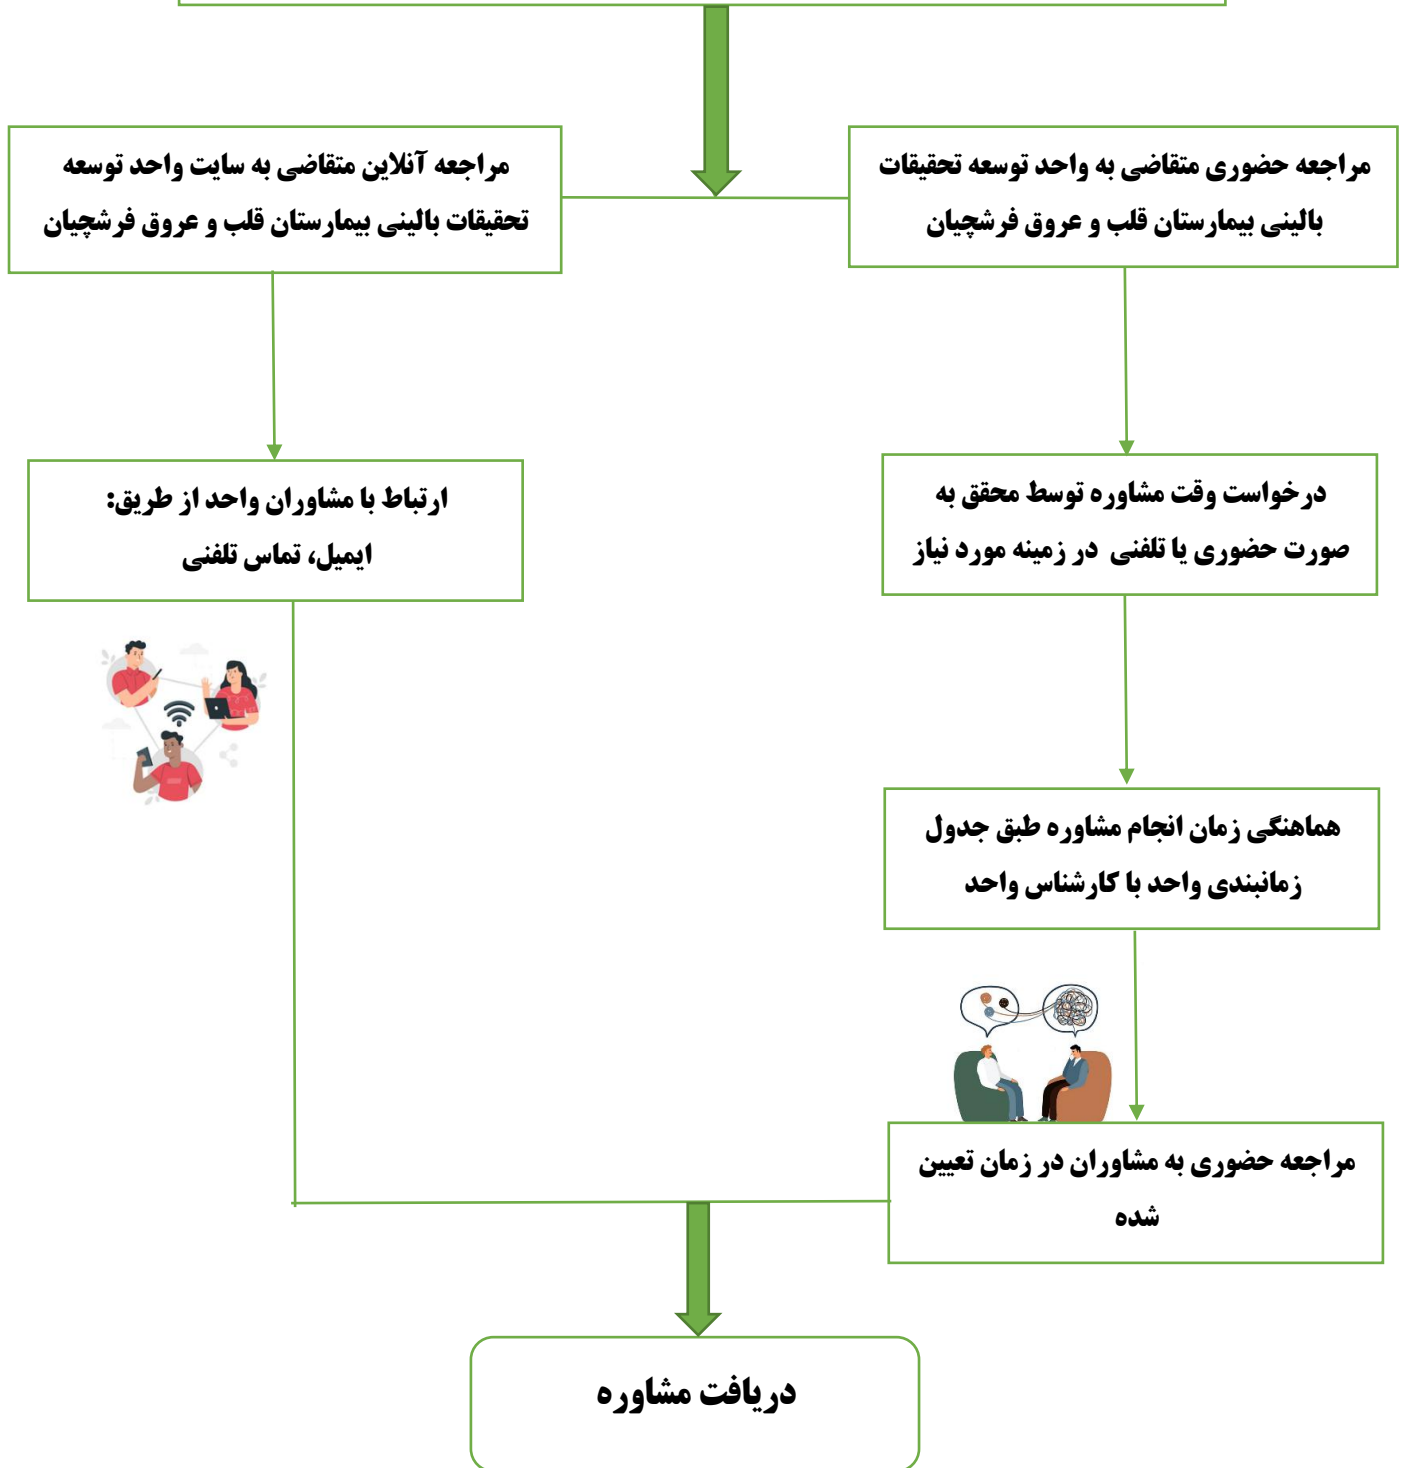 مراجعه حضوری متقاضی به واحد توسعه تحقیقات
بالینی بیمارستان قلب و عروق فرشچیان
مراجعه آنلاین متقاضی به سایت واحد توسعه
تحقیقات بالینی بیمارستان قلب و عروق فرشچیان
درخواست وقت مشاوره توسط محقق به
صورت حضوری یا تلفنی در زمینه مورد نیاز
ارتباط با مشاوران واحد از طریق:
ایمیل، تماس تلفنی
هماهنگی زمان انجام مشاوره طبق جدول
زمانبندی واحد با کارشناس واحد
مراجعه حضوری به مشاوران در زمان تعیین
شده
دریافت مشاوره